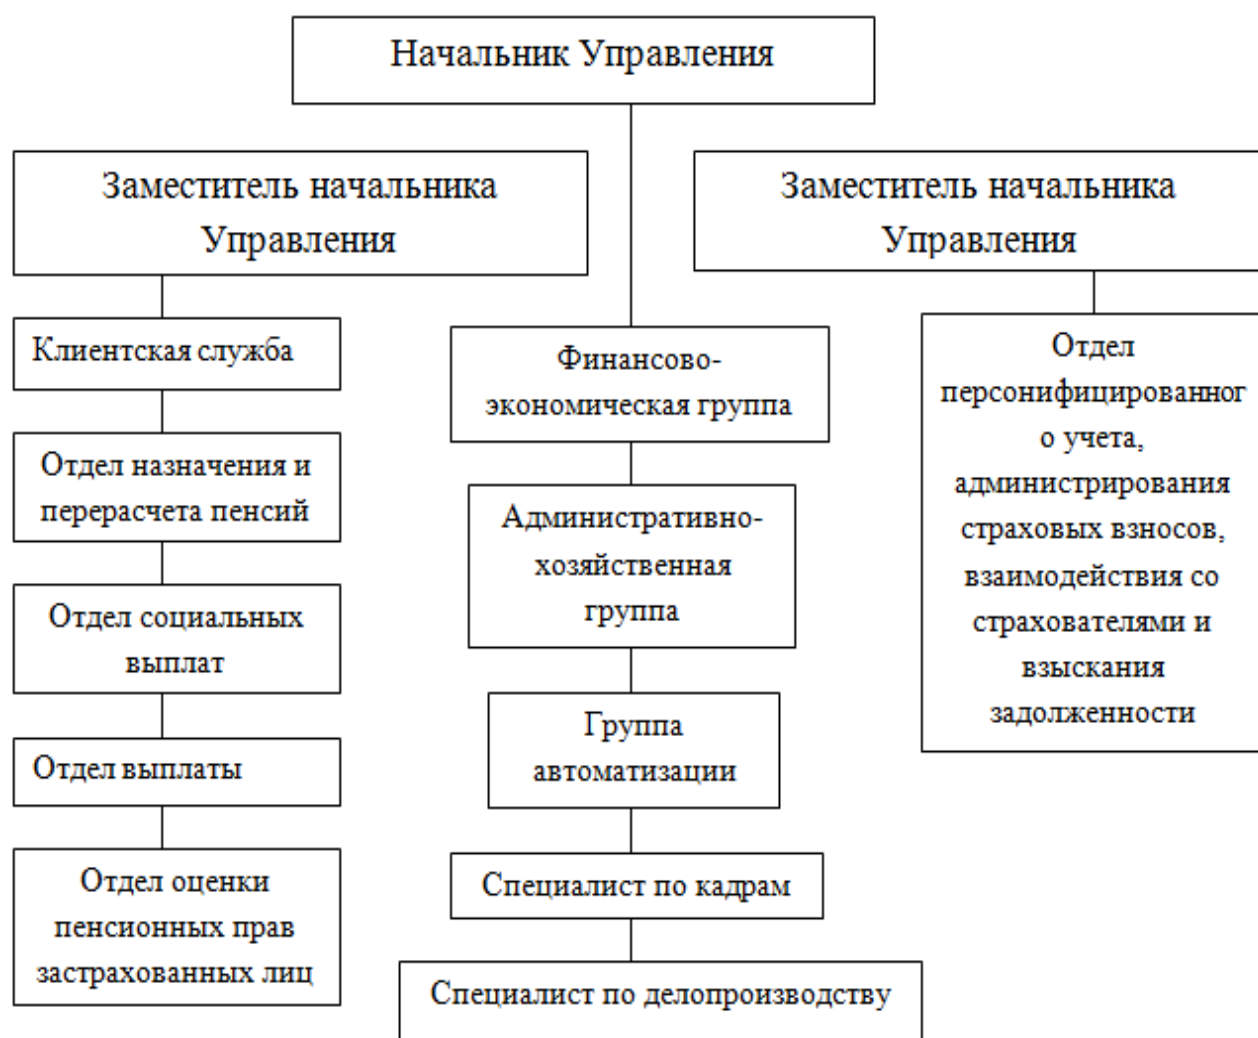 Начальник Управления
Заместитель начальника
Управления
Заместитель начальника
Управления
Клиентская служба
Отдел назначения и
перерасчета пенсий
Отдел социальных
выплат
Отдел выплаты
Отдел оценки
пенсионных прав
застрахованных лиц
Финансово-
экономическая группа
Административно-
хозяйственная
группа
Группа
автоматизации
Специалист по кадрам
Специалист по делопроизводству
Отдел
персонифицированног
о учета,
администрирования
страховых взносов,
взаимодействия со
страхователями и
взыскания
задолженности